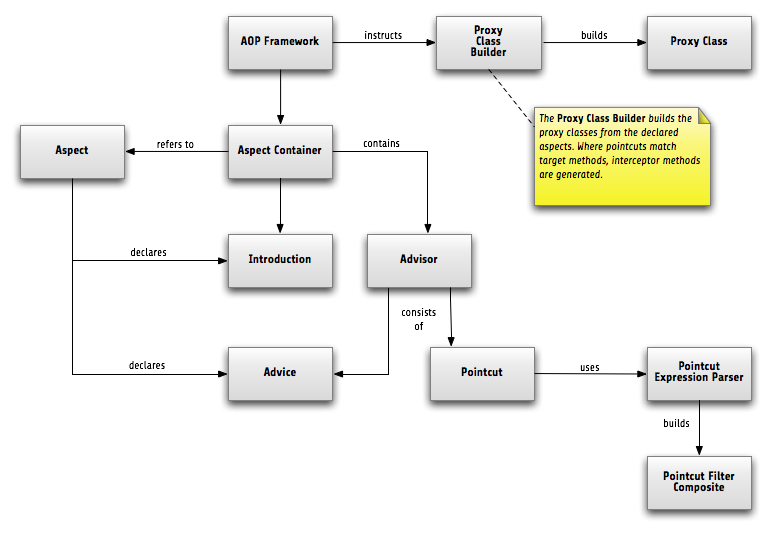 AOP Framework
instructs
Proxy
Class
Builder
builds
Proxy Class
The Proxy Class Builder builds the
proxy classes from the declared
aspects. Where pointcuts match
target methods, interceptor methods
are generated.
Aspect
refers to
Aspect Container
contains
declares
Introduction
Advisor
consists
of
declares
Advice
Pointcut
uses
Pointcut
Expression Parser
builds
Pointcut Filter
Composite